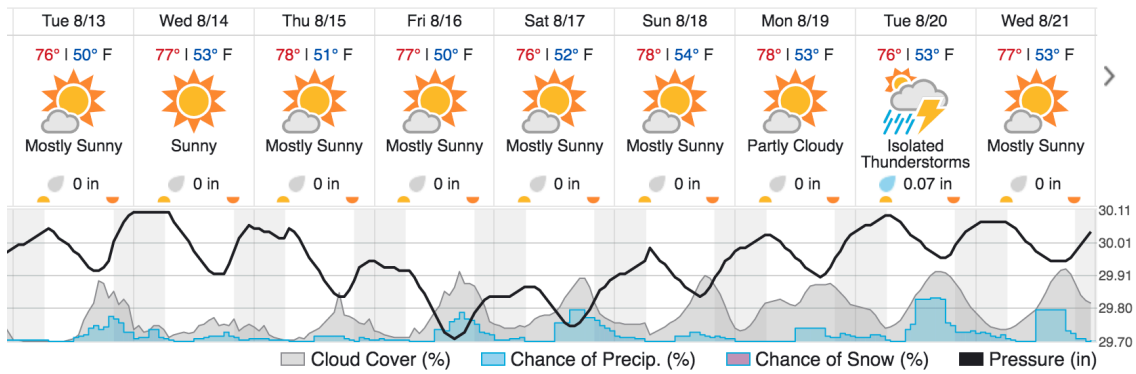 Tue 8/13 Wed 8/14 Thu 8/15 Fri 8/16 Sat 8/17 Sun 8/18 Mon 8/19 Tue 8/20 Wed 8/21
76° | 50° F 77° | 53° F 78° | 51° F 77° | 50° F 76° | 52° F 78° | 54° F 78° | 53° F 76° | 53° F 77° | 53° F
Mostly Sunny Sunny Mostly Sunny Mostly Sunny Mostly Sunny Mostly Sunny Partly Cloudy Isolated Mostly Sunny
Thunderstorms
0 in 0 in 0 in 0 in 0 in 0 in 0 in 0.07 in 0 in
30.11
30.01
29.91
29.80
29.70
Cloud Cover (%) Chance of Precip. (%) Chance of Snow (%) Pressure (in)